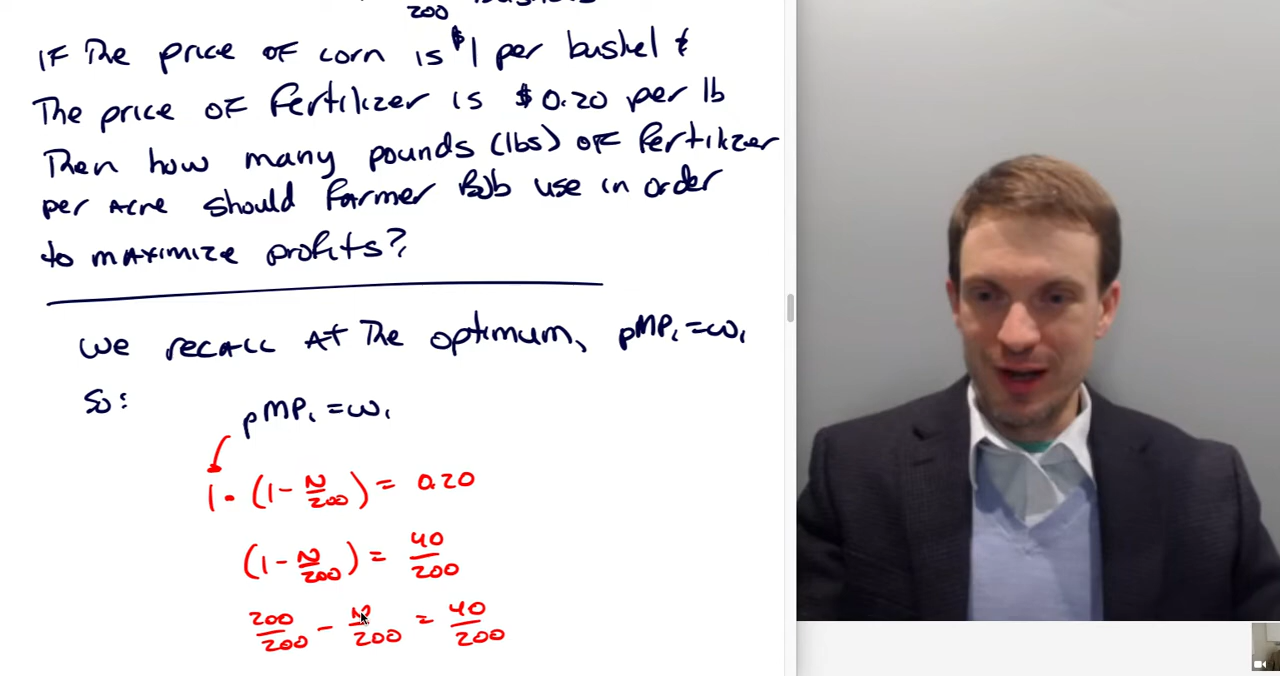 200
If the price of corn is $1 per bushel &
The price of fertilizer is $0.20 per lb
Then how many pounds (lbs) of fertilizer
per acre should farmer Bob use in order
to maximize profits?
We recall at the optimum, pMP₁ = ω₁
So:
pMP₁ = ω₁
1 · (1 - N/200) = 0.20
(1 - N/200) = 40/200
200/200 - N/200 = 40/200